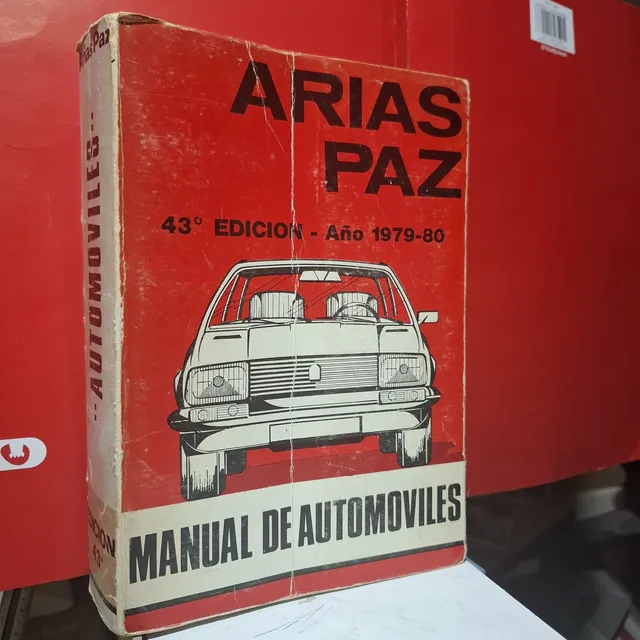 ARIAS
PAZ
43° EDICION - Año 1979-80
MANUAL DE AUTOMOVILES
Arias Paz
:: AUTOMOVILES ::
EDICION
43°